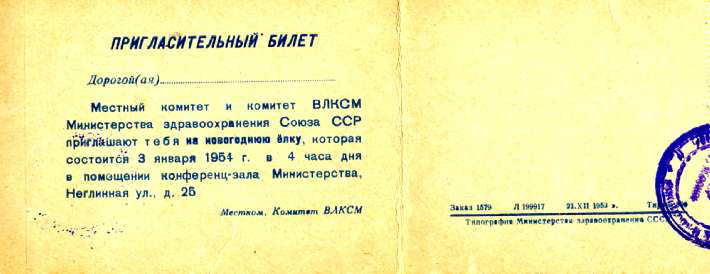 ПРИГЛАСИТЕЛЬНЫЙ БИЛЕТ
Дорогой(ая)
Местный комитет и комитет ВЛКСМ
Министерства здравоохранения Союза ССР
приглашают тебя на новогоднюю ёлку, которая
состоится 3 января 1954 г. в 4 часа дня
в помещении конференц-зала Министерства,
Неглинная ул., д. 25
Местком, Комитет ВЛКСМ
Заказ 1579 Л 199917 21.XII 1953 г.
Типография Министерства здравоохранения СССР